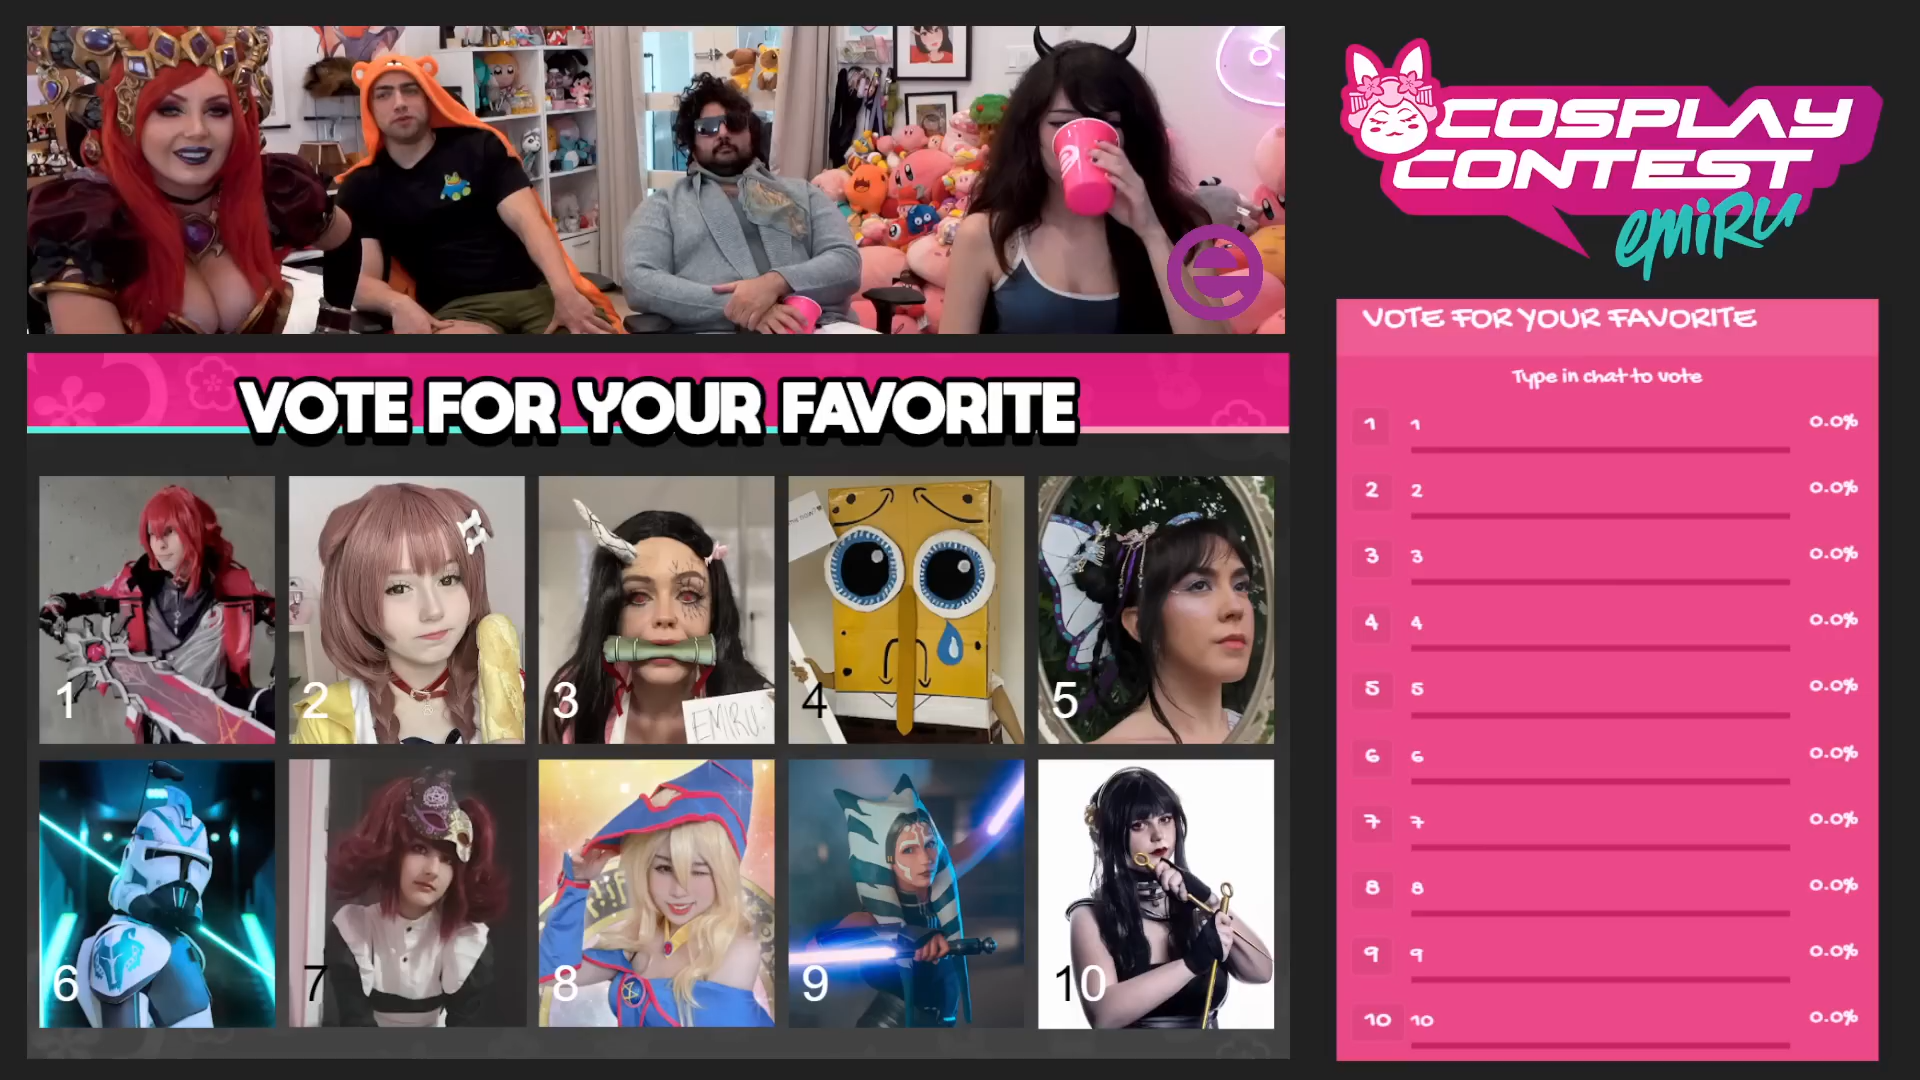 COSPLAY
CONTEST
emiru
VOTE FOR YOUR FAVORITE
EMIRU:
1
2
3
4
5
6
7
8
9
10
VOTE FOR YOUR FAVORITE
Type in chat to vote
1 1 0.0%
2 2 0.0%
3 3 0.0%
4 4 0.0%
5 5 0.0%
6 6 0.0%
7 7 0.0%
8 8 0.0%
9 9 0.0%
10 10 0.0%